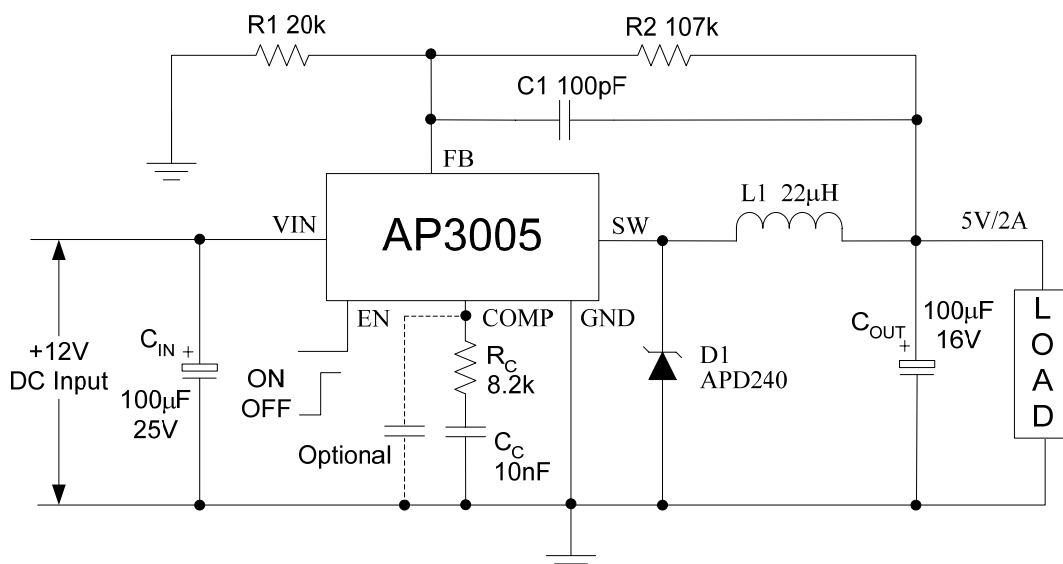 R1 20k
R2 107k
C1 100pF
FB
L1 22μH
VIN
AP3005
SW
5V/2A
EN
COMP
GND
+12V
DC Input
CIN
+
100μF
25V
ON
OFF
RC
8.2k
Optional
CC
10nF
D1
APD240
COUT
+
100μF
16V
L
O
A
D